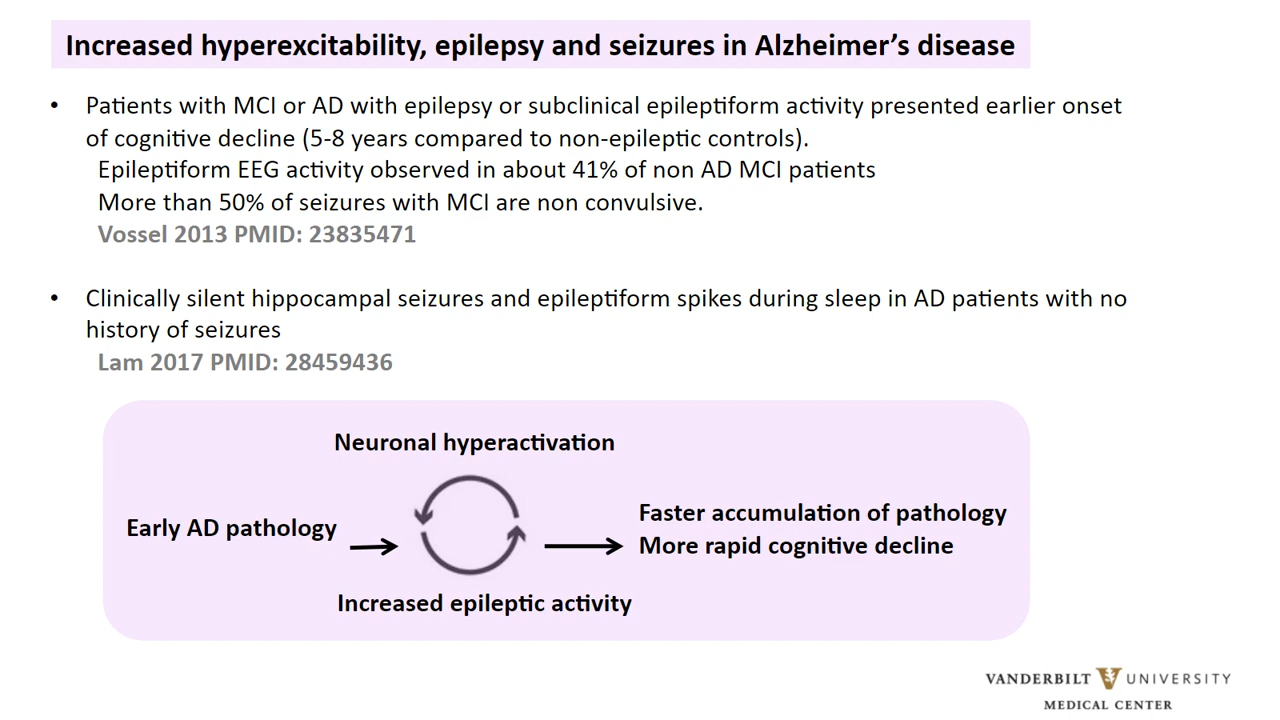 Increased hyperexcitability, epilepsy and seizures in Alzheimer’s disease
• Patients with MCI or AD with epilepsy or subclinical epileptiform activity presented earlier onset
of cognitive decline (5-8 years compared to non-epileptic controls).
Epileptiform EEG activity observed in about 41% of non AD MCI patients
More than 50% of seizures with MCI are non convulsive.
Vossel 2013 PMID: 23835471
• Clinically silent hippocampal seizures and epileptiform spikes during sleep in AD patients with no
history of seizures
Lam 2017 PMID: 28459436
Neuronal hyperactivation
Early AD pathology
Increased epileptic activity
Faster accumulation of pathology
More rapid cognitive decline
VANDERBILT UNIVERSITY
MEDICAL CENTER